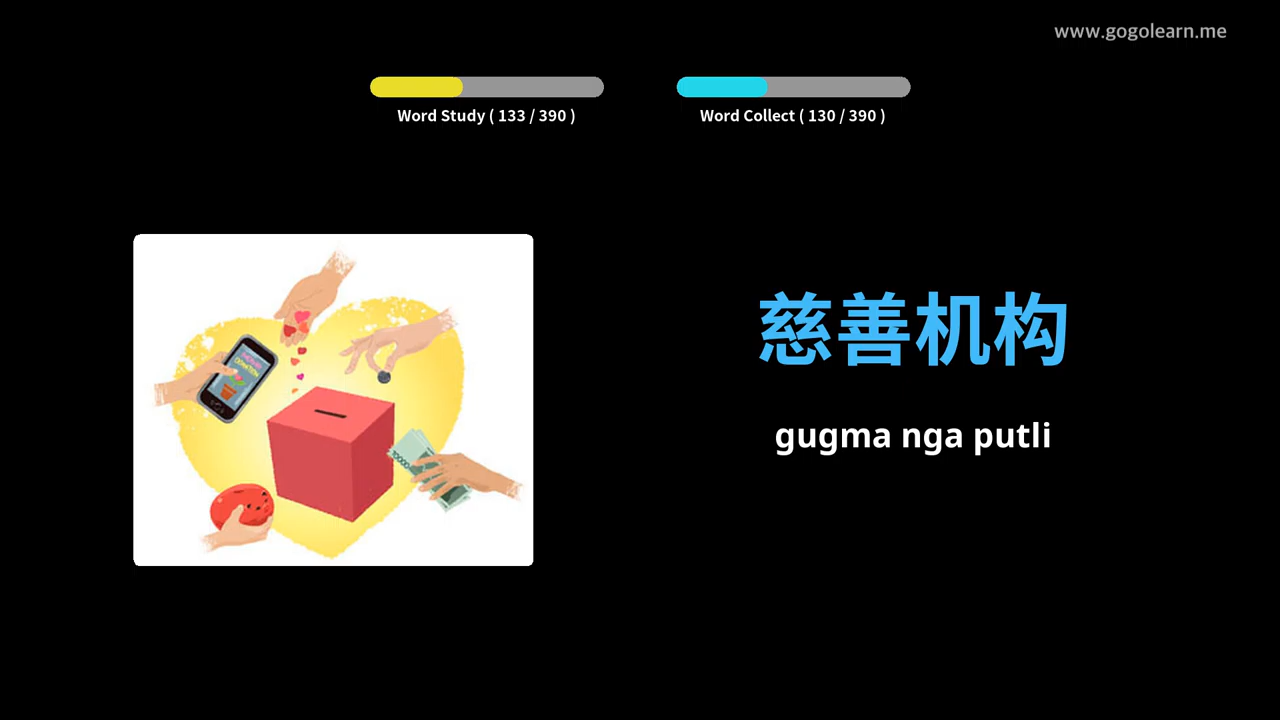 www.gogolearn.me
Word Study ( 133 / 390 )
Word Collect ( 130 / 390 )
慈善机构
gugma nga putli